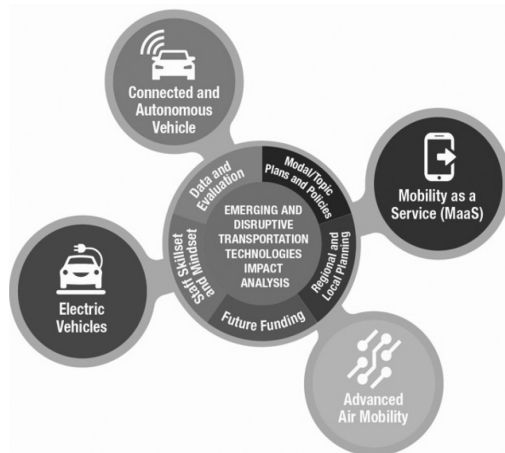 Connected and
Autonomous
Vehicle
Mobility as a
Service (MaaS)
Data and
Evaluation
Modal/Topic
Plans and Policies
EMERGING AND
DISRUPTIVE
TRANSPORTATION
TECHNOLOGIES
IMPACT
ANALYSIS
Staff Skillset
and Mindset
Regional and
Local Planning
Future Funding
Electric
Vehicles
Advanced
Air Mobility